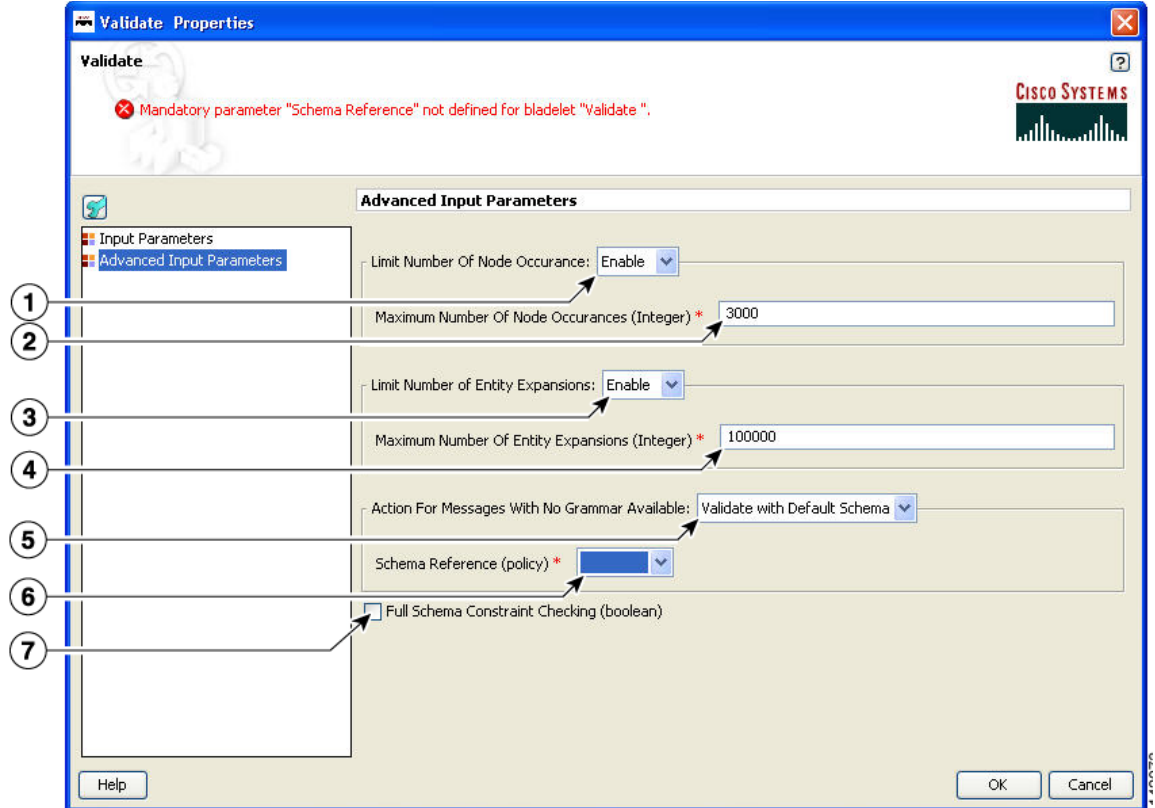 Validate Properties
Validate
Mandatory parameter "Schema Reference" not defined for bladelet "Validate ".
?
CISCO SYSTEMS
Advanced Input Parameters
Input Parameters
Advanced Input Parameters
Limit Number Of Node Occurance: Enable
1
Maximum Number Of Node Occurances (Integer) * 3000
2
Limit Number of Entity Expansions: Enable
3
Maximum Number Of Entity Expansions (Integer) * 100000
4
Action For Messages With No Grammar Available: Validate with Default Schema
5
Schema Reference (policy) *
6
Full Schema Constraint Checking (boolean)
7
Help
OK
Cancel